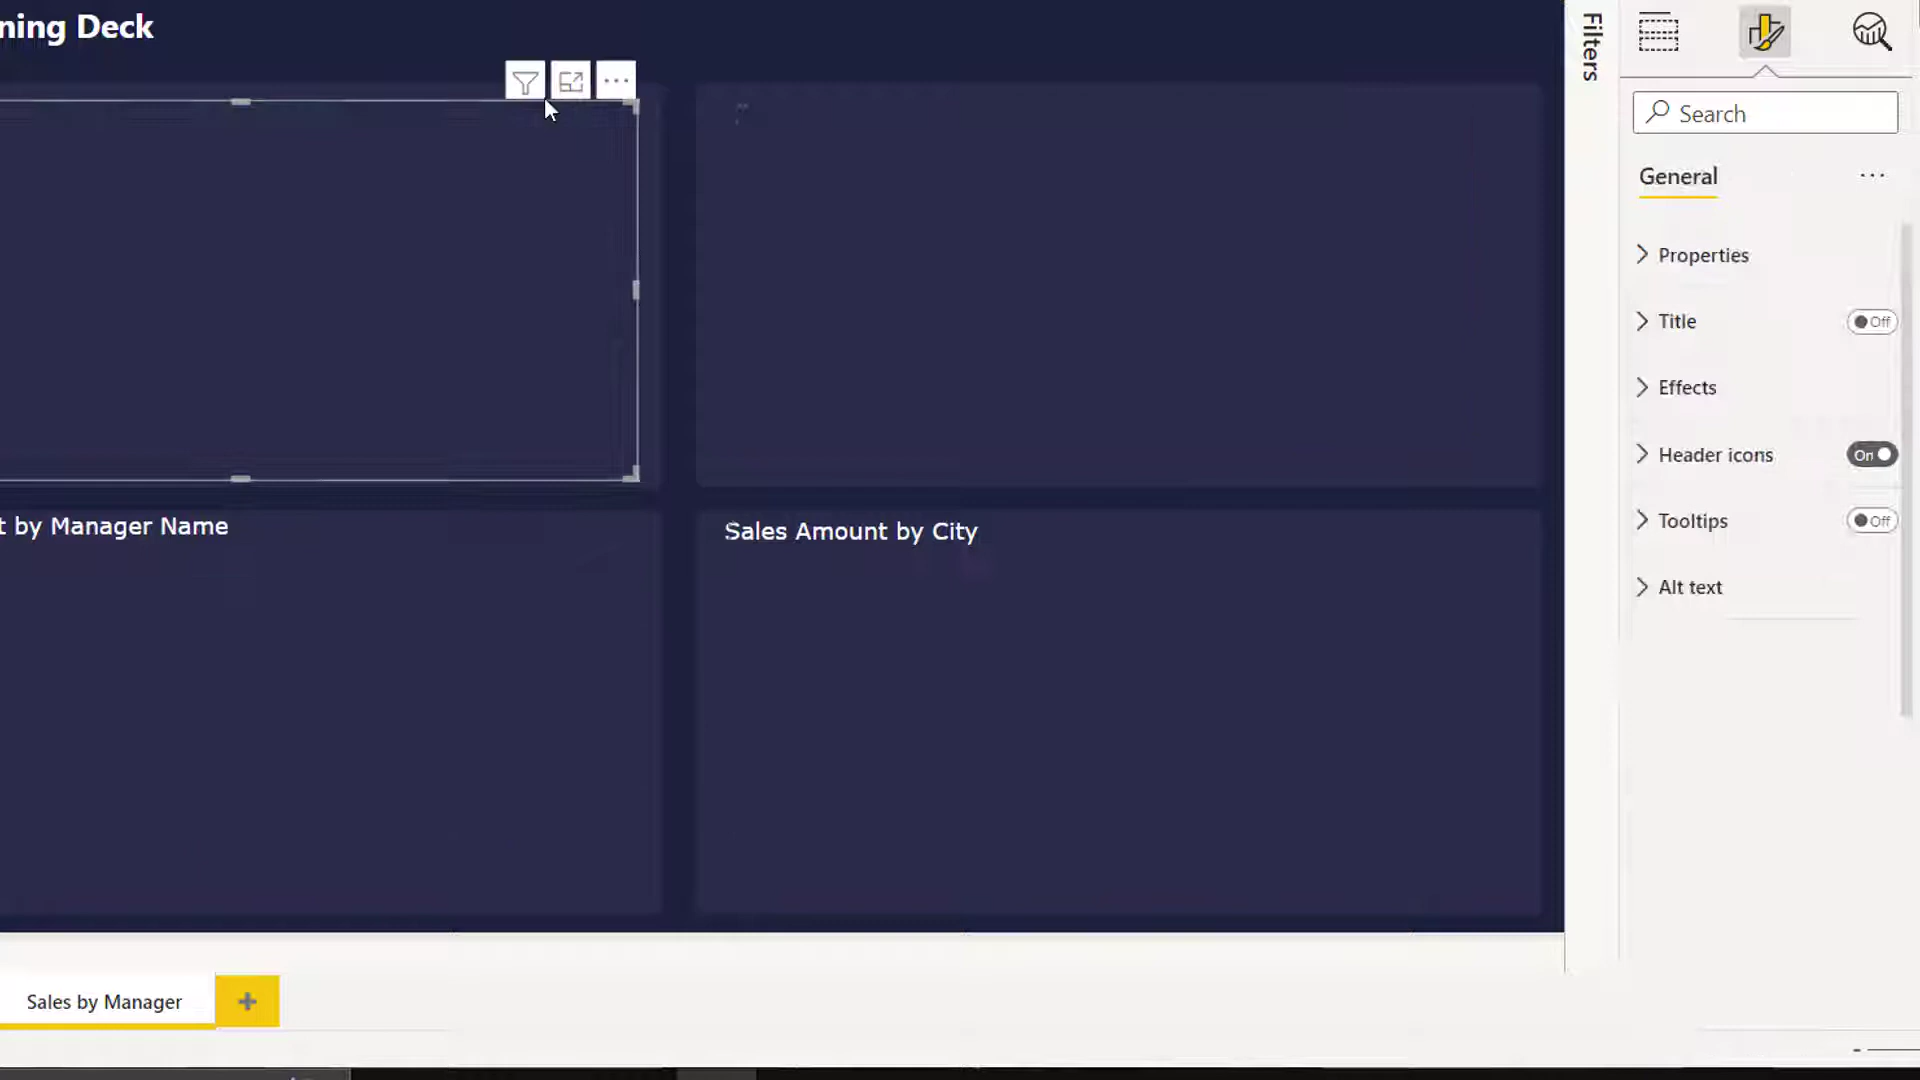 ning Deck
Filters
Search
General
Properties
Title
Off
Effects
Header icons
On
Tooltips
Off
Alt text
t by Manager Name
Sales Amount by City
Sales by Manager